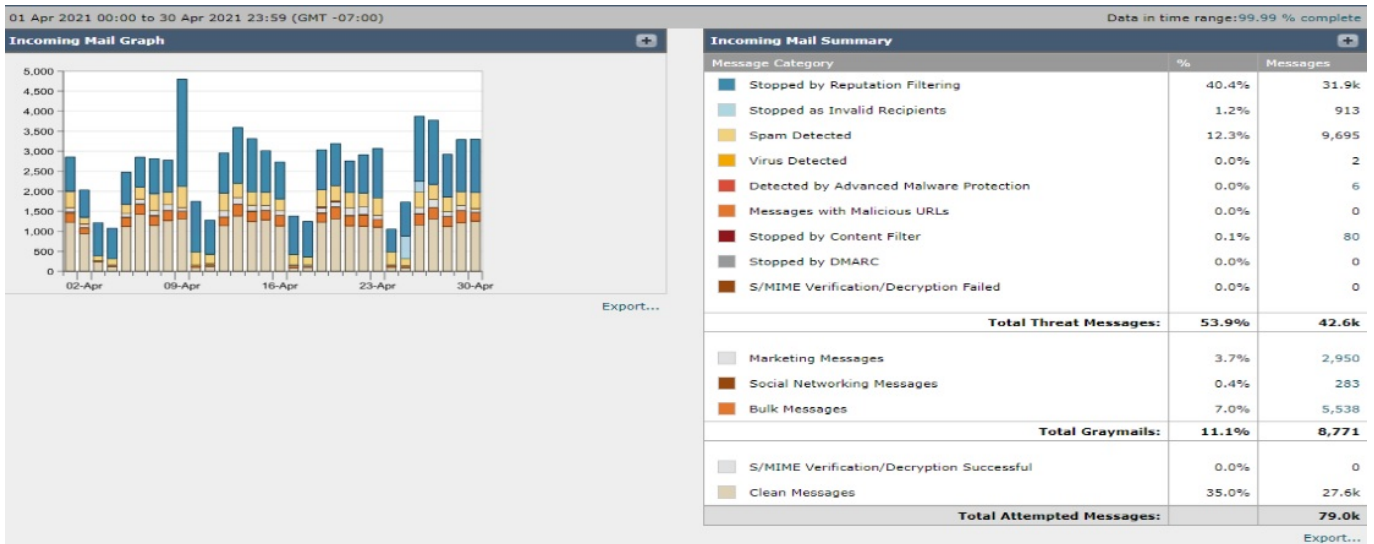 01 Apr 2021 00:00 to 30 Apr 2021 23:59 (GMT -07:00)
Data in time range:99.99 % complete
Incoming Mail Graph
5,000
4,500
4,000
3,500
3,000
2,500
2,000
1,500
1,000
500
0
02-Apr 09-Apr 16-Apr 23-Apr 30-Apr
Export...
Incoming Mail Summary
Message Category % Messages
Stopped by Reputation Filtering 40.4% 31.9k
Stopped as Invalid Recipients 1.2% 913
Spam Detected 12.3% 9,695
Virus Detected 0.0% 2
Detected by Advanced Malware Protection 0.0% 6
Messages with Malicious URLs 0.0% 0
Stopped by Content Filter 0.1% 80
Stopped by DMARC 0.0% 0
S/MIME Verification/Decryption Failed 0.0% 0
Total Threat Messages: 53.9% 42.6k
Marketing Messages 3.7% 2,950
Social Networking Messages 0.4% 283
Bulk Messages 7.0% 5,538
Total Graymails: 11.1% 8,771
S/MIME Verification/Decryption Successful 0.0% 0
Clean Messages 35.0% 27.6k
Total Attempted Messages: 79.0k
Export...